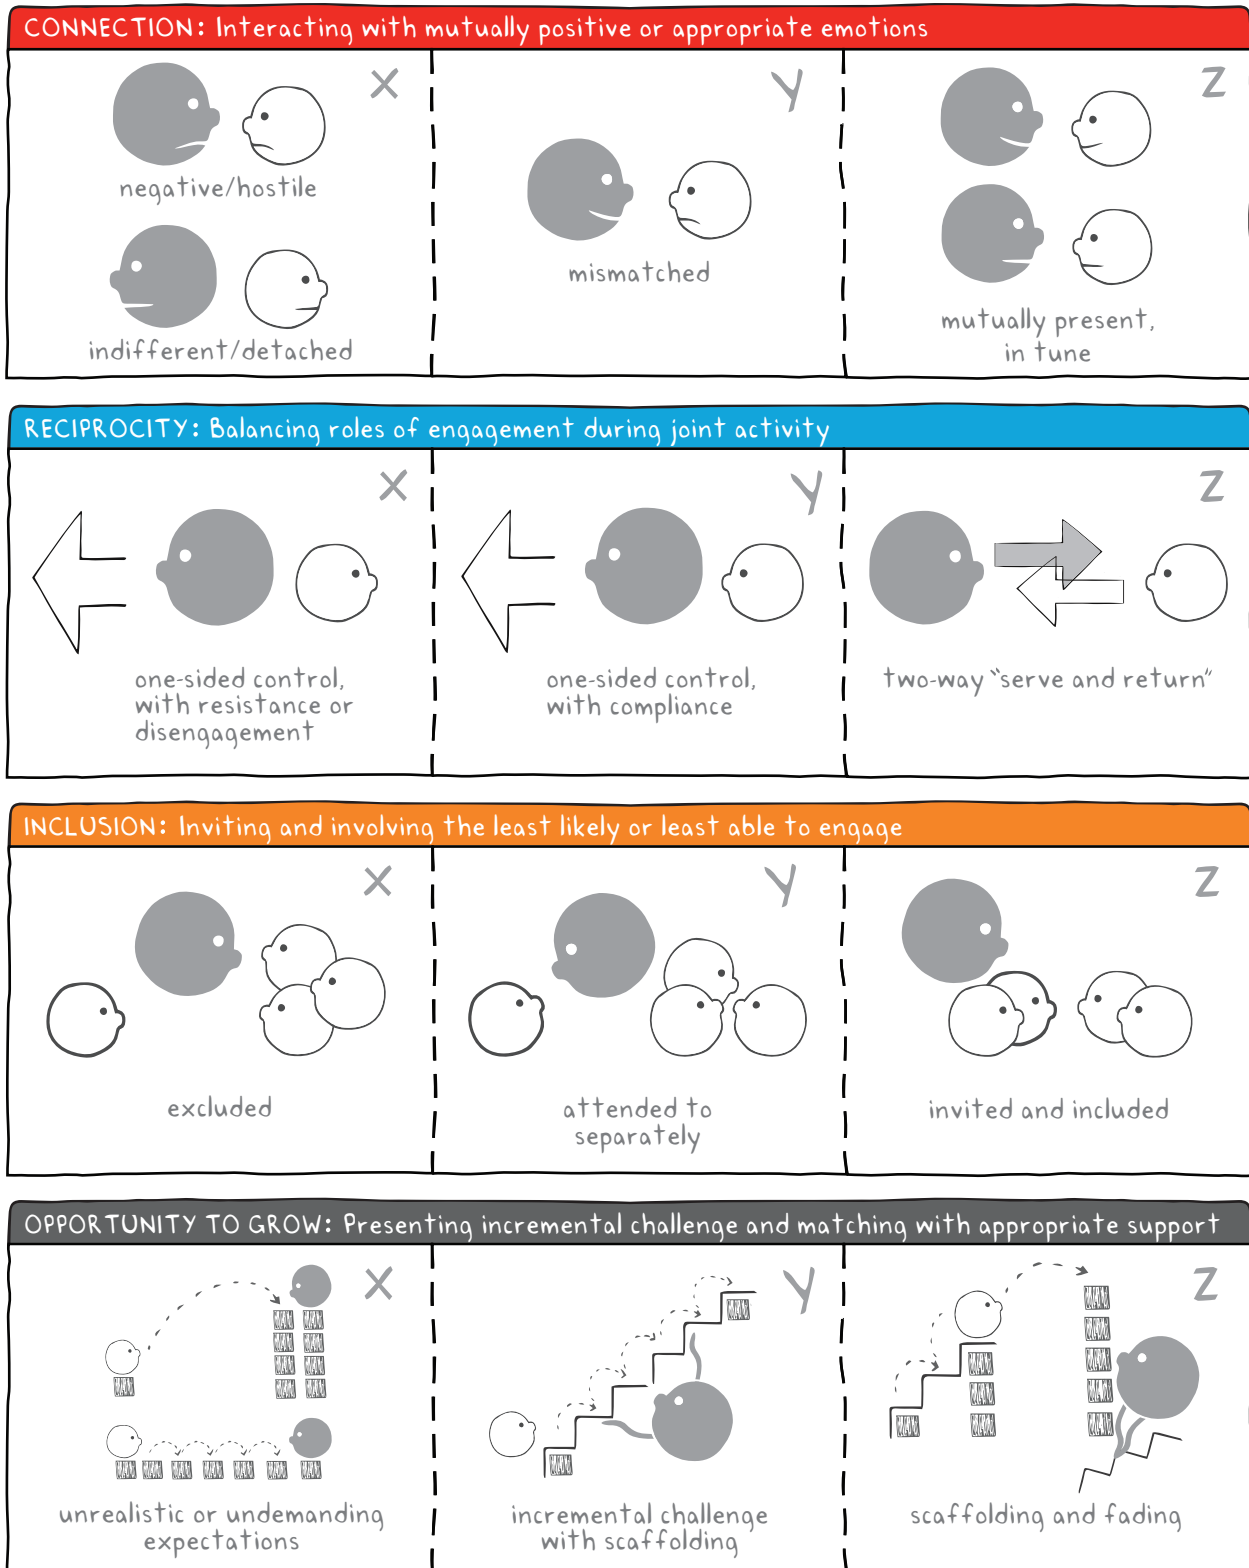 CONNECTION: Interacting with mutually positive or appropriate emotions
X
negative/hostile
indifferent/detached
Y
mismatched
Z
mutually present,
in tune
RECIPROCITY: Balancing roles of engagement during joint activity
X
one-sided control,
with resistance or
disengagement
Y
one-sided control,
with compliance
Z
two-way “serve and return”
INCLUSION: Inviting and involving the least likely or least able to engage
X
excluded
Y
attended to
separately
Z
invited and included
OPPORTUNITY TO GROW: Presenting incremental challenge and matching with appropriate support
X
unrealistic or undemanding
expectations
Y
incremental challenge
with scaffolding
Z
scaffolding and fading